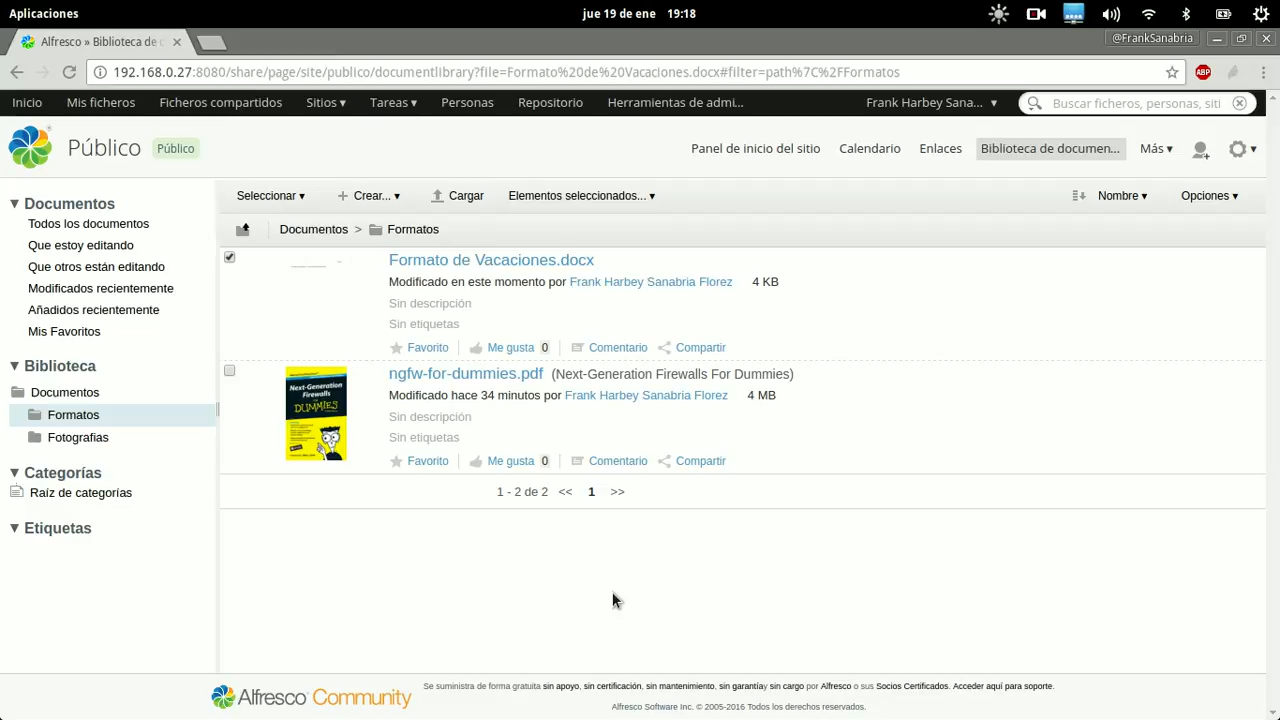 Aplicaciones
jue 19 de ene 19:18
Alfresco » Biblioteca de
@FrankSanabria
192.168.0.27:8080/share/page/site/publico/documentlibrary?file=Formato%20de%20Vacaciones.docx#filter=path%7C%2FFormatos
ABP
Inicio Mis ficheros Ficheros compartidos Sitios Tareas Personas Repositorio Herramientas de admi... Frank Harbey Sana... Buscar ficheros, personas, siti
Público Público Panel de inicio del sitio Calendario Enlaces Biblioteca de documen... Más
Documentos
Todos los documentos
Que estoy editando
Que otros están editando
Modificados recientemente
Añadidos recientemente
Mis Favoritos
Biblioteca
Documentos
Formatos
Fotografias
Categorías
Raíz de categorías
Etiquetas
Seleccionar Crear... Cargar Elementos seleccionados... Nombre Opciones
Documentos > Formatos
Formato de Vacaciones.docx
Modificado en este momento por Frank Harbey Sanabria Florez 4 KB
Sin descripción
Sin etiquetas
Favorito Me gusta 0 Comentario Compartir
Next-Generation
Firewalls
DUMMIES
ngfw-for-dummies.pdf (Next-Generation Firewalls For Dummies)
Modificado hace 34 minutos por Frank Harbey Sanabria Florez 4 MB
Sin descripción
Sin etiquetas
Favorito Me gusta 0 Comentario Compartir
1 - 2 de 2 << 1 >>
Alfresco Community
Se suministra de forma gratuita sin apoyo, sin certificación, sin mantenimiento, sin garantíay sin cargo por Alfresco o sus Socios Certificados. Acceder aquí para soporte.
Alfresco Software Inc. © 2005-2016 Todos los derechos reservados.